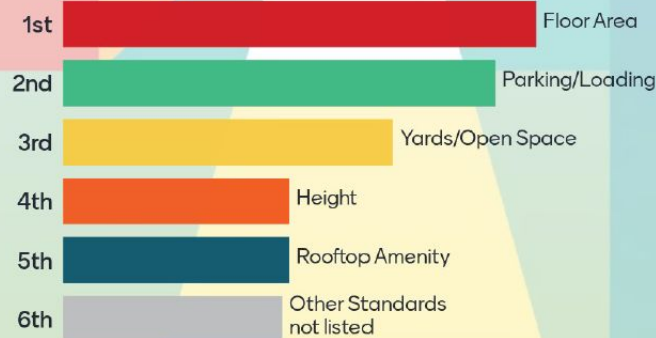 1st Floor Area
2nd Parking/Loading
3rd Yards/Open Space
4th Height
5th Rooftop Amenity
6th Other Standards
not listed